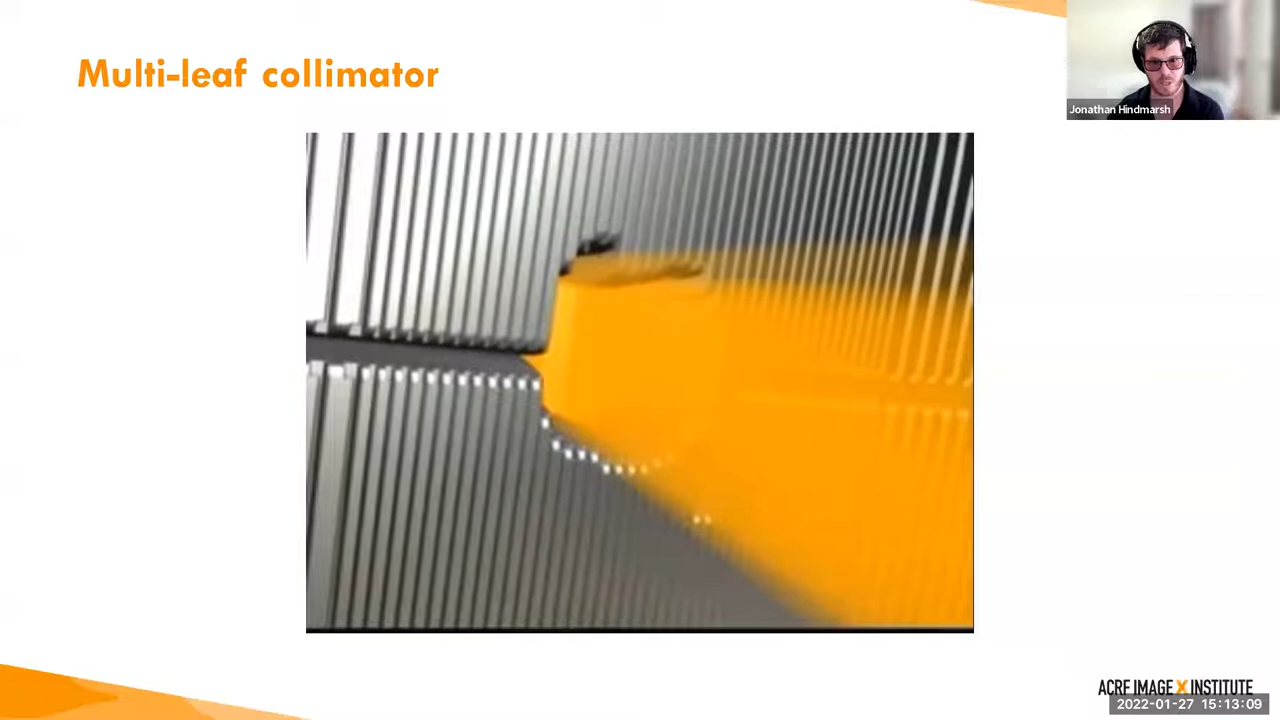 Multi-leaf collimator
Jonathan Hindmarsh
ACRF IMAGE X INSTITUTE
2022-01-27 15:13:09